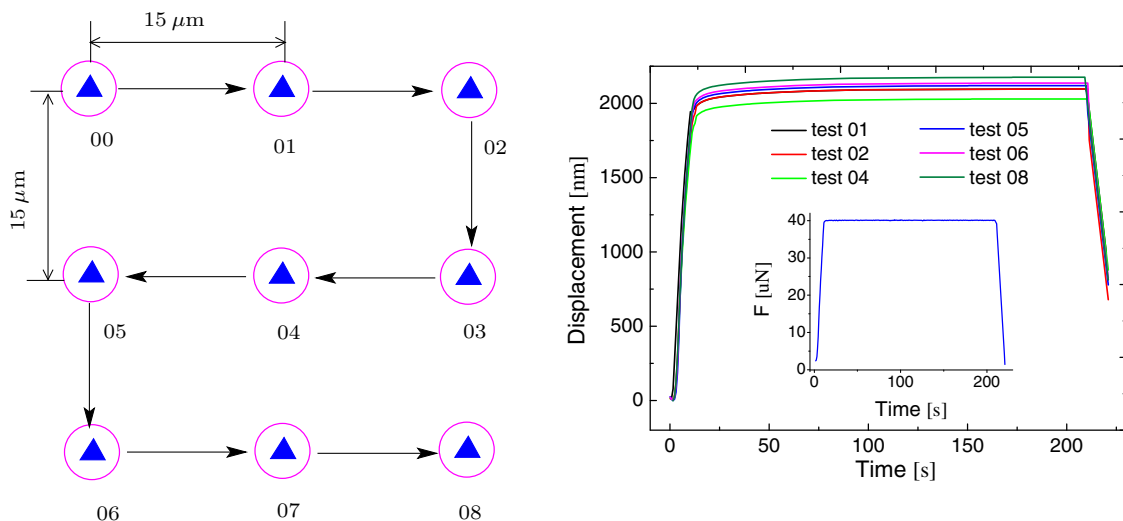 15 μm
15 μm
00
01
02
05
04
03
06
07
08
Displacement [nm]
2000
1500
1000
500
0
test 01
test 02
test 04
test 05
test 06
test 08
F [uN]
40
30
20
10
0
0
100
200
Time [s]
0
50
100
150
200
Time [s]